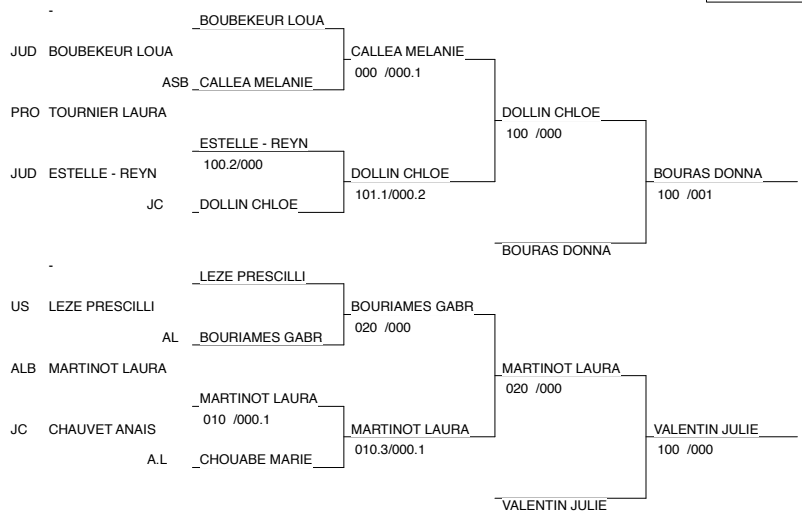 -
BOUBEKEUR LOUA
JUD BOUBEKEUR LOUA
CALLEA MELANIE
000 /000.1
ASB CALLEA MELANIE
PRO TOURNIER LAURA
DOLLIN CHLOE
100 /000
ESTELLE - REYN
100.2/000
JUD ESTELLE - REYN
DOLLIN CHLOE
101.1/000.2
BOURAS DONNA
100 /001
JC DOLLIN CHLOE
BOURAS DONNA
-
LEZE PRESCILLI
US LEZE PRESCILLI
BOURIAMES GABR
020 /000
AL BOURIAMES GABR
ALB MARTINOT LAURA
MARTINOT LAURA
020 /000
MARTINOT LAURA
010 /000.1
JC CHAUVET ANAIS
MARTINOT LAURA
010.3/000.1
VALENTIN JULIE
100 /000
A.L CHOUABE MARIE
VALENTIN JULIE